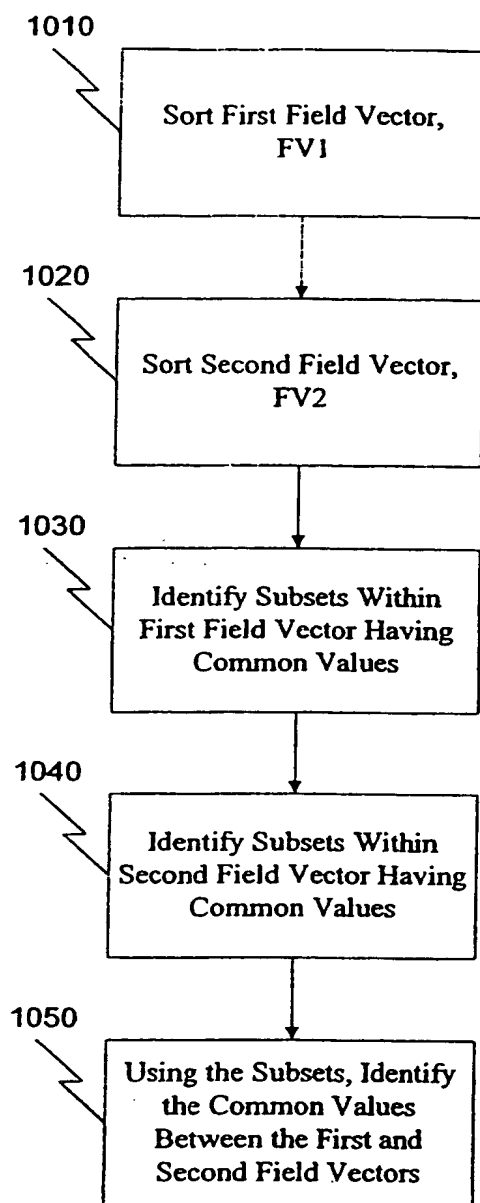 1010
Sort First Field Vector,
FV1
1020
Sort Second Field Vector,
FV2
1030
Identify Subsets Within
First Field Vector Having
Common Values
1040
Identify Subsets Within
Second Field Vector Having
Common Values
1050
Using the Subsets, Identify
the Common Values
Between the First and
Second Field Vectors